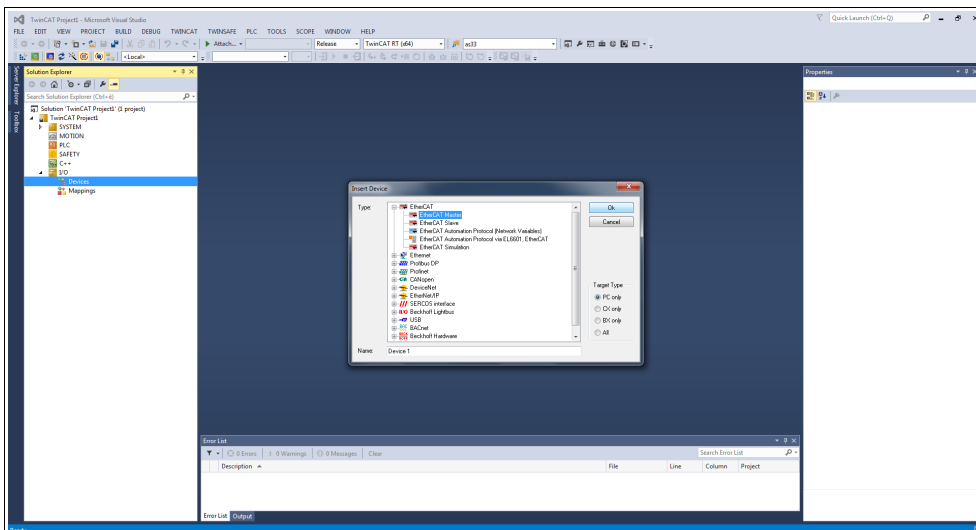 TwinCAT Project1 - Microsoft Visual Studio
Quick Launch (Ctrl+Q)
FILE EDIT VIEW PROJECT BUILD DEBUG TWINCAT TWINSAFE PLC TOOLS SCOPE WINDOW HELP
Attach... Release TwinCAT RT (x64) as33
<Local>
Server Explorer
Toolbox
Solution Explorer
Search Solution Explorer (Ctrl+è)
Solution 'TwinCAT Project1' (1 project)
TwinCAT Project1
SYSTEM
MOTION
PLC
SAFETY
C++
I/O
Devices
Mappings
Insert Device
Type:
EtherCAT
EtherCAT Master
EtherCAT Slave
EtherCAT Automation Protocol (Network Variables)
EtherCAT Automation Protocol via EL6601, EtherCAT
EtherCAT Simulation
Ethernet
Profibus DP
Profinet
CANopen
DeviceNet
EtherNet/IP
SERCOS interface
Beckhoff Lightbus
USB
BACnet
Beckhoff Hardware
Ok
Cancel
Target Type
PC only
CX only
BX only
All
Name: Device 1
Properties
Error List
0 Errors 0 Warnings 0 Messages Clear
Search Error List
Description File Line Column Project
Error List Output